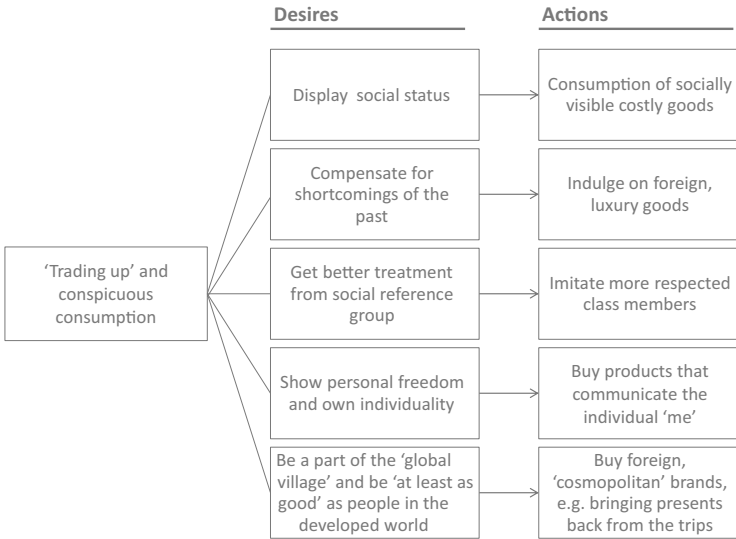 Desires
Actions
Display social status
Consumption of socially
visible costly goods
Compensate for
shortcomings of the
past
Indulge on foreign,
luxury goods
‘Trading up’ and
conspicuous
consumption
Get better treatment
from social reference
group
Imitate more respected
class members
Show personal freedom
and own individuality
Buy products that
communicate the
individual ‘me’
Be a part of the ‘global
village’ and be ‘at least as
good’ as people in the
developed world
Buy foreign,
‘cosmopolitan’ brands,
e.g. bringing presents
back from the trips